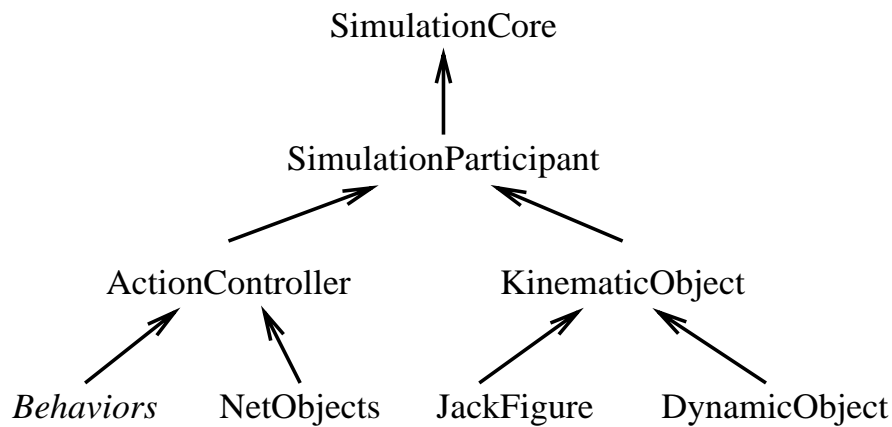 SimulationCore
SimulationParticipant
ActionController KinematicObject
Behaviors NetObjects JackFigure DynamicObject